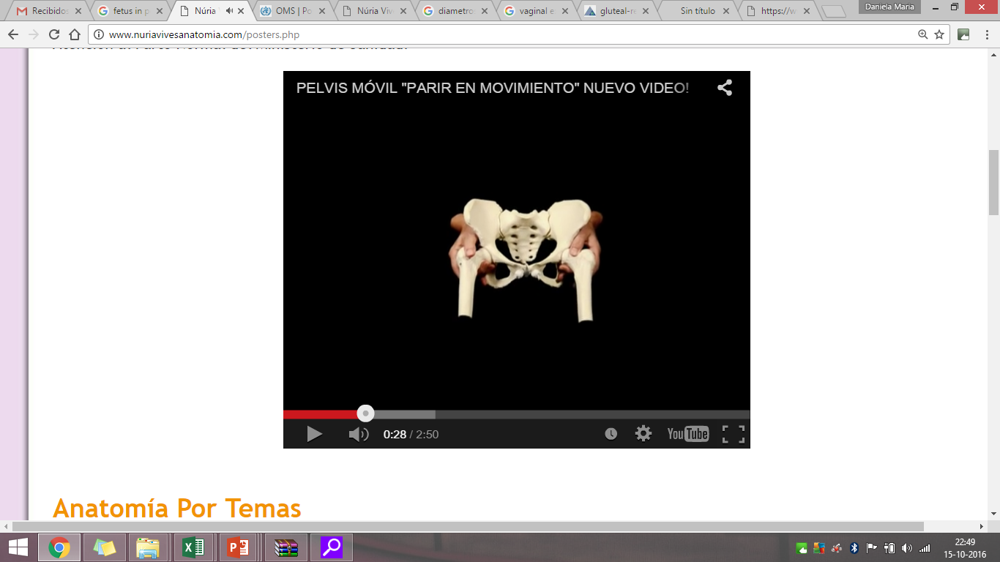 Recibidos
fetus in p
Núria
OMS | Po
Núria Viv
diametro
vaginal e
gluteal-re
Sin título
https://w
Daniela Maria
www.nuriavivesanatomia.com/posters.php
PELVIS MÓVIL "PARIR EN MOVIMIENTO" NUEVO VIDEO!
0:28 / 2:50
YouTube
Anatomía Por Temas
22:49
15-10-2016